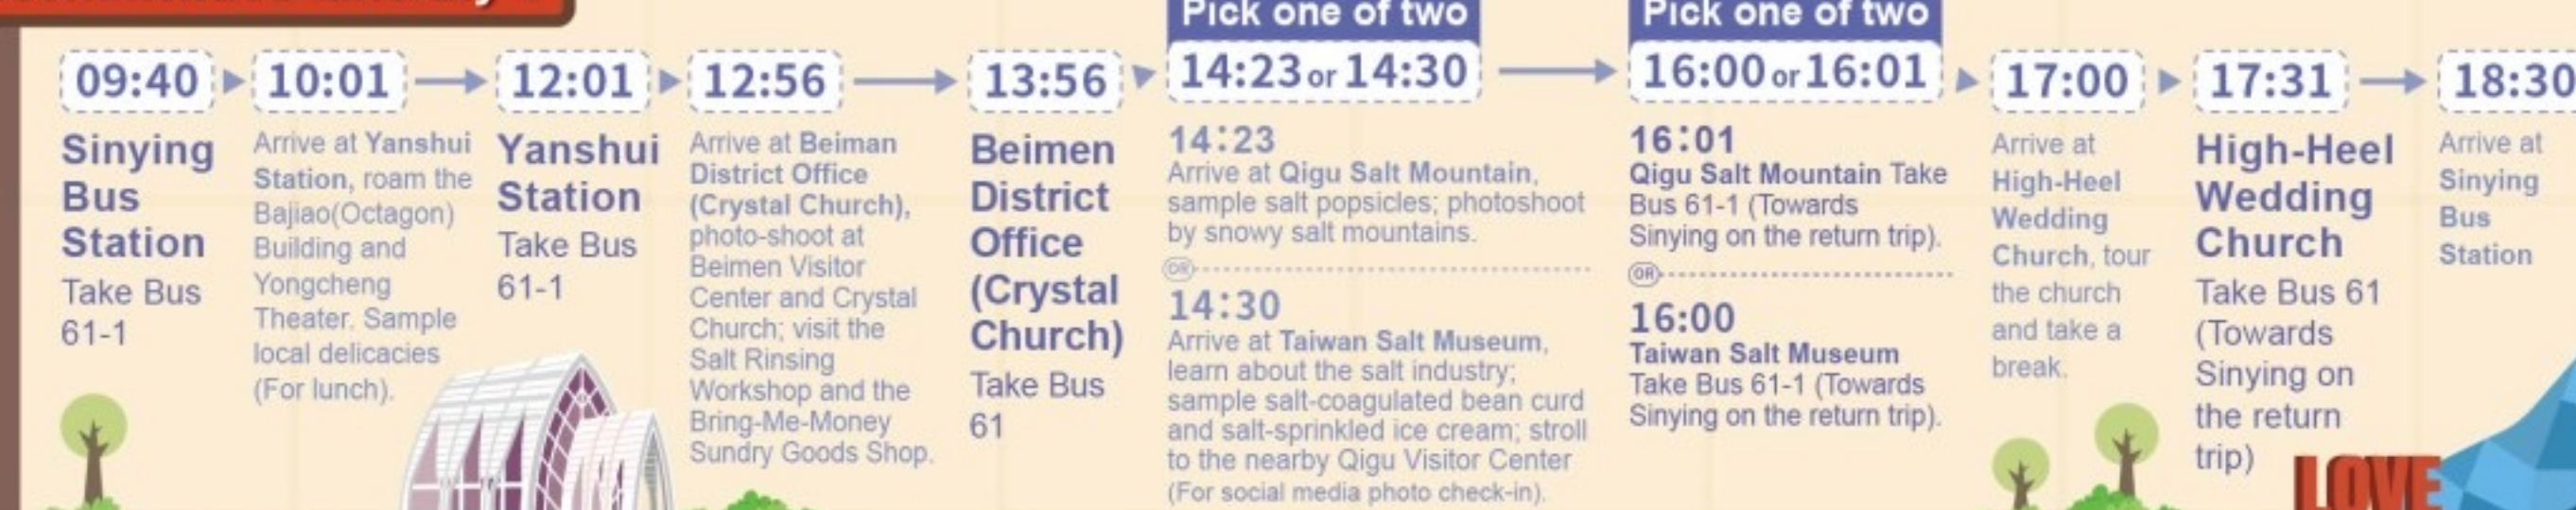 Pick one of two
Pick one of two
09:40
10:01
12:01
12:56
13:56
14:23 or 14:30
16:00 or 16:01
17:00
17:31
18:30
Sinying
Bus
Station
Take Bus
61-1
Arrive at Yanshui
Station, roam the
Bajiao(Octagon)
Building and
Yongcheng
Theater. Sample
local delicacies
(For lunch).
Yanshui
Station
Take Bus
61-1
Arrive at Beiman
District Office
(Crystal Church),
photo-shoot at
Beimen Visitor
Center and Crystal
Church; visit the
Salt Rinsing
Workshop and the
Bring-Me-Money
Sundry Goods Shop.
Beimen
District
Office
(Crystal
Church)
Take Bus
61
14:23
Arrive at Qigu Salt Mountain,
sample salt popsicles; photoshoot
by snowy salt mountains.
OR
14:30
Arrive at Taiwan Salt Museum,
learn about the salt industry;
sample salt-coagulated bean curd
and salt-sprinkled ice cream; stroll
to the nearby Qigu Visitor Center
(For social media photo check-in).
16:01
Qigu Salt Mountain Take
Bus 61-1 (Towards
Sinying on the return trip).
OR
16:00
Taiwan Salt Museum
Take Bus 61-1 (Towards
Sinying on the return trip).
Arrive at
High-Heel
Wedding
Church, tour
the church
and take a
break.
High-Heel
Wedding
Church
Take Bus 61
(Towards
Sinying on
the return
trip)
Arrive at
Sinying
Bus
Station
LOVE